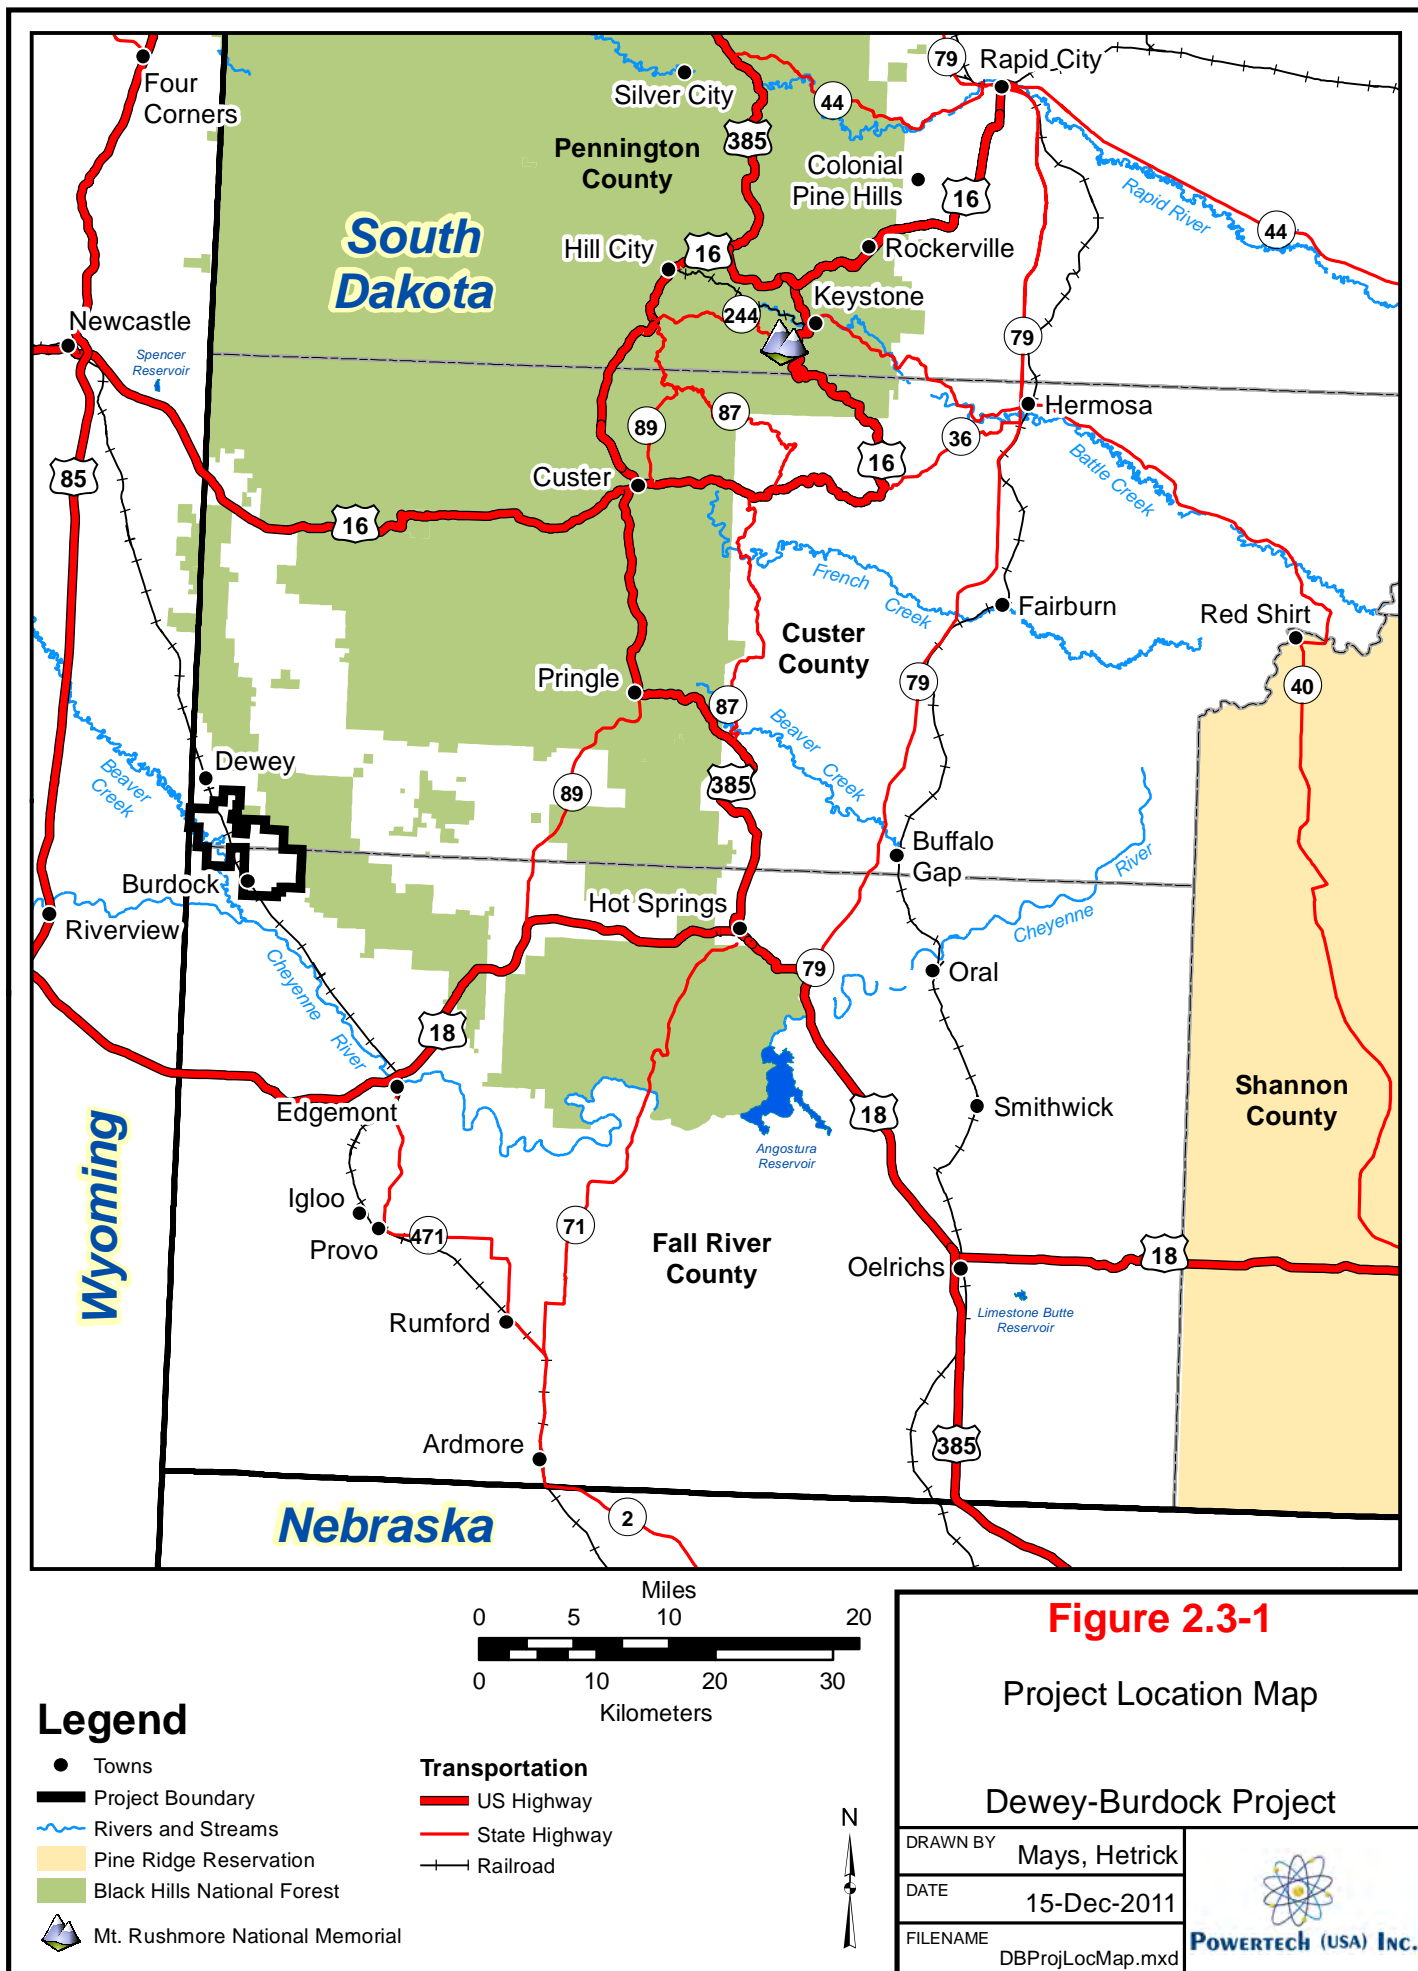 Four
Corners
Silver City
79
Rapid City
44
385
Pennington
County
Colonial
Pine Hills
16
Rapid River
44
South
Dakota
Hill City
16
Rockerville
Keystone
244
79
Newcastle
Spencer
Reservoir
Hermosa
89
87
36
85
16
Battle Creek
Custer
16
French
Creek
Fairburn
Red Shirt
Custer
County
Pringle
79
40
87
Beaver
Creek
Dewey
Beaver
Creek
385
89
Buffalo
Gap
River
Burdock
Hot Springs
Cheyenne
Riverview
Cheyenne
River
79
Oral
18
Edgemont
Shannon
County
18
Smithwick
Angostura
Reservoir
Wyoming
Igloo
Provo
471
71
Fall River
County
Oelrichs
18
Limestone Butte
Reservoir
Rumford
Ardmore
385
Nebraska
2
Miles
0 5 10 20
0 10 20 30
Kilometers
Legend
Towns
Project Boundary
Rivers and Streams
Pine Ridge Reservation
Black Hills National Forest
Mt. Rushmore National Memorial
Transportation
US Highway
State Highway
Railroad
N
Figure 2.3-1
Project Location Map
Dewey-Burdock Project
DRAWN BY Mays, Hetrick
DATE 15-Dec-2011
FILENAME DBProjLocMap.mxd
POWERTECH (USA) INC.